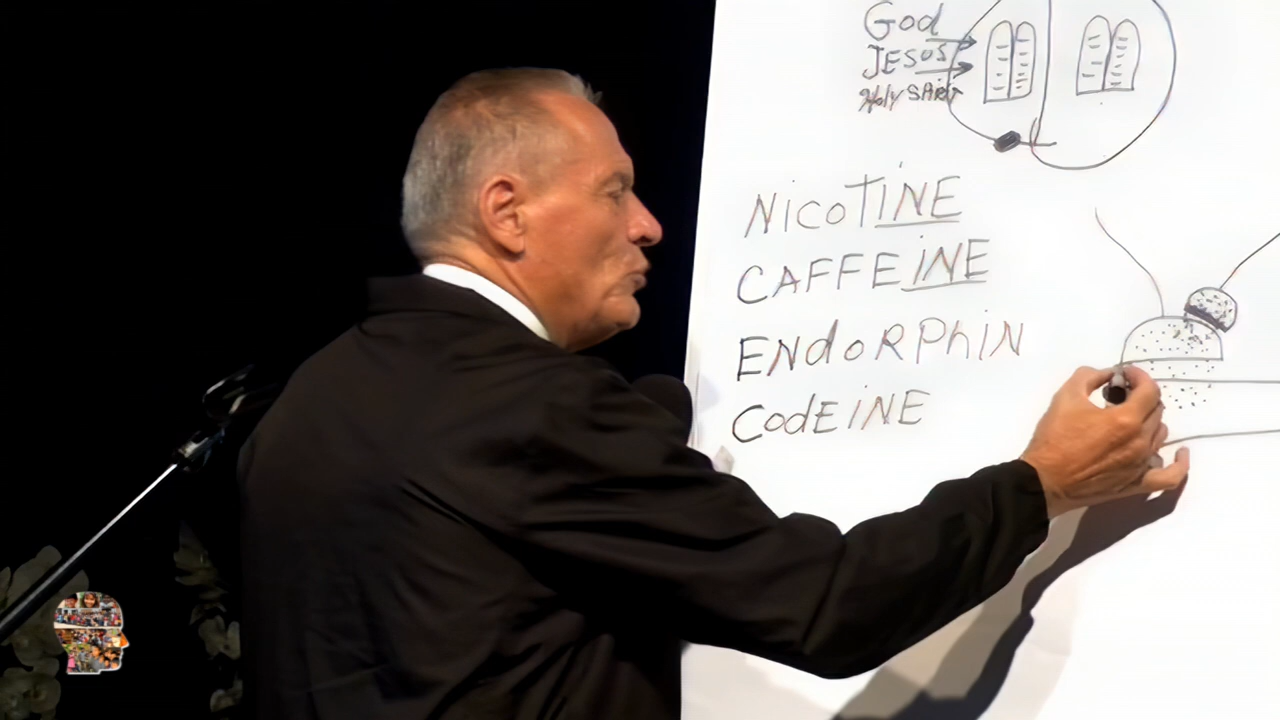 God
JESUS
Holy SPIRIT
NicoTINE
CAFFEINE
ENdoRPhiN
CodEiNE